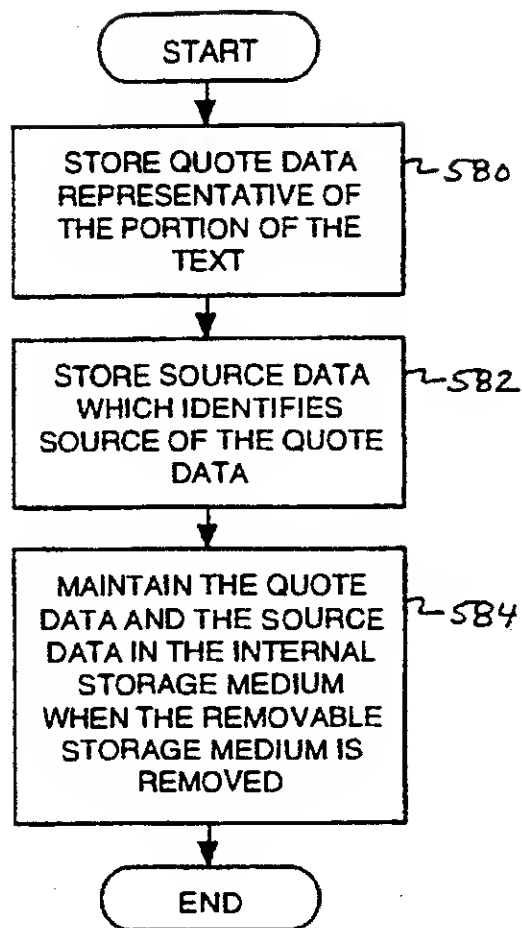 START
STORE QUOTE DATA
REPRESENTATIVE OF
THE PORTION OF THE
TEXT
580
STORE SOURCE DATA
WHICH IDENTIFIES
SOURCE OF THE QUOTE
DATA
582
MAINTAIN THE QUOTE
DATA AND THE SOURCE
DATA IN THE INTERNAL
STORAGE MEDIUM
WHEN THE REMOVABLE
STORAGE MEDIUM IS
REMOVED
584
END